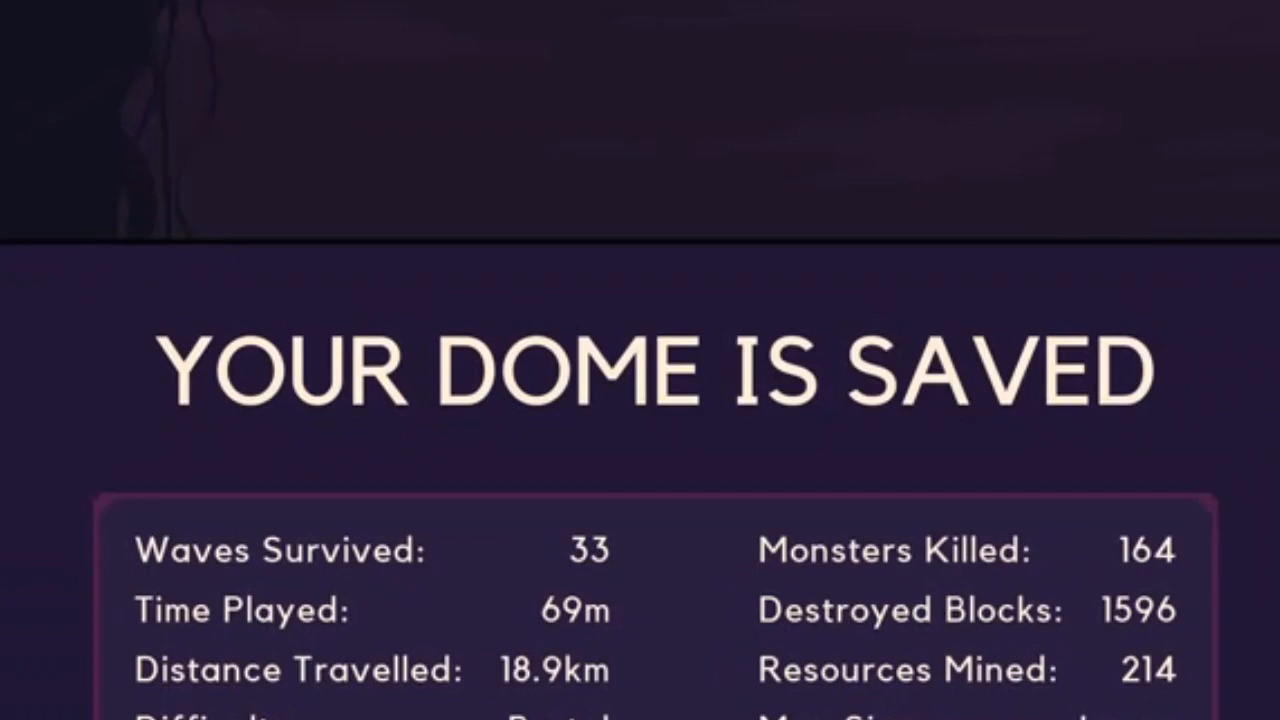 YOUR DOME IS SAVED
Waves Survived: 33 Monsters Killed: 164
Time Played: 69m Destroyed Blocks: 1596
Distance Travelled: 18.9km Resources Mined: 214